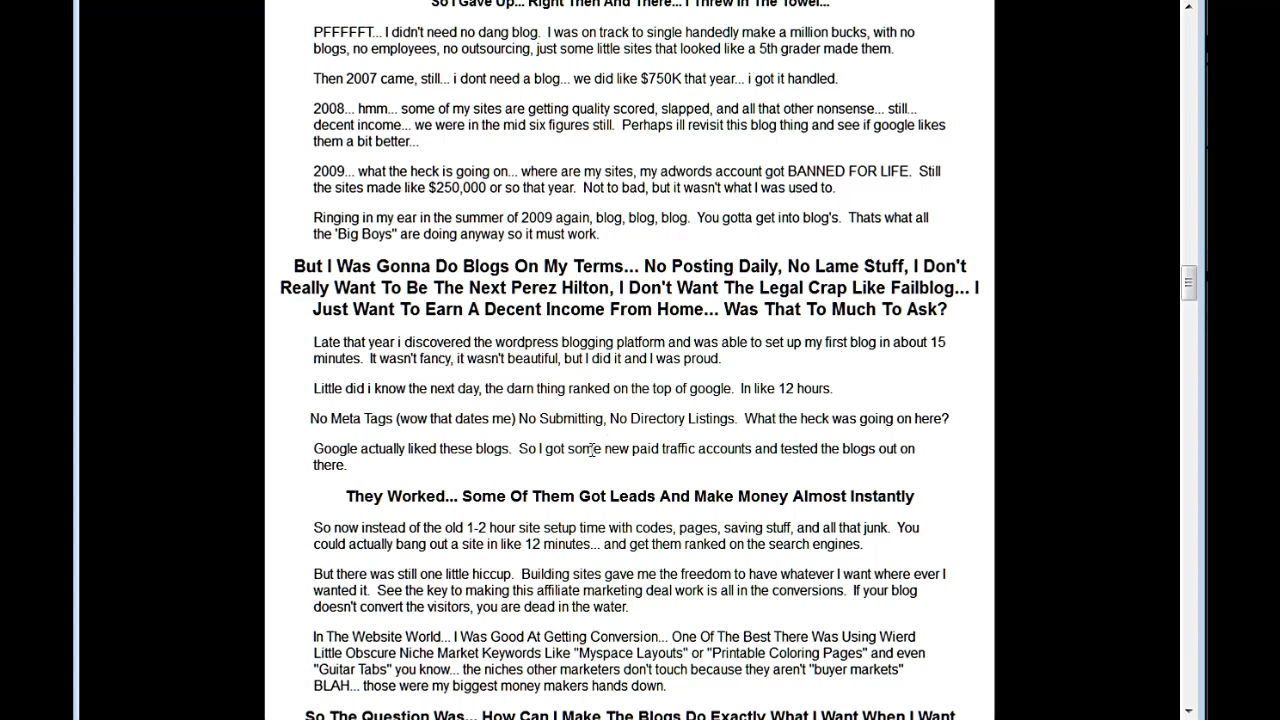 So I Gave Up... Right Then And There... I Threw In The Towel...
PFFFFFT... I didn't need no dang blog.  I was on track to single handedly make a million bucks, with no
blogs, no employees, no outsourcing, just some little sites that looked like a 5th grader made them.
Then 2007 came, still... i dont need a blog... we did like $750K that year... i got it handled.
2008... hmm... some of my sites are getting quality scored, slapped, and all that other nonsense... still...
decent income... we were in the mid six figures still.  Perhaps ill revisit this blog thing and see if google likes
them a bit better...
2009... what the heck is going on... where are my sites, my adwords account got BANNED FOR LIFE.  Still
the sites made like $250,000 or so that year.  Not to bad, but it wasn't what I was used to.
Ringing in my ear in the summer of 2009 again, blog, blog, blog.  You gotta get into blog's.  Thats what all
the 'Big Boys" are doing anyway so it must work.
But I Was Gonna Do Blogs On My Terms... No Posting Daily, No Lame Stuff, I Don't
Really Want To Be The Next Perez Hilton, I Don't Want The Legal Crap Like Failblog... I
Just Want To Earn A Decent Income From Home... Was That To Much To Ask?
Late that year i discovered the wordpress blogging platform and was able to set up my first blog in about 15
minutes.  It wasn't fancy, it wasn't beautiful, but I did it and I was proud.
Little did i know the next day, the darn thing ranked on the top of google.  In like 12 hours.
No Meta Tags (wow that dates me) No Submitting, No Directory Listings.  What the heck was going on here?
Google actually liked these blogs.  So I got some new paid traffic accounts and tested the blogs out on
there.
They Worked... Some Of Them Got Leads And Make Money Almost Instantly
So now instead of the old 1-2 hour site setup time with codes, pages, saving stuff, and all that junk.  You
could actually bang out a site in like 12 minutes... and get them ranked on the search engines.
But there was still one little hiccup.  Building sites gave me the freedom to have whatever I want where ever I
wanted it.  See the key to making this affiliate marketing deal work is all in the conversions.  If your blog
doesn't convert the visitors, you are dead in the water.
In The Website World... I Was Good At Getting Conversion... One Of The Best There Was Using Wierd
Little Obscure Niche Market Keywords Like "Myspace Layouts" or "Printable Coloring Pages" and even
"Guitar Tabs" you know... the niches other marketers don't touch because they aren't "buyer markets"
BLAH... those were my biggest money makers hands down.
So The Question Was... How Can I Make The Blogs Do Exactly What I Want When I Want